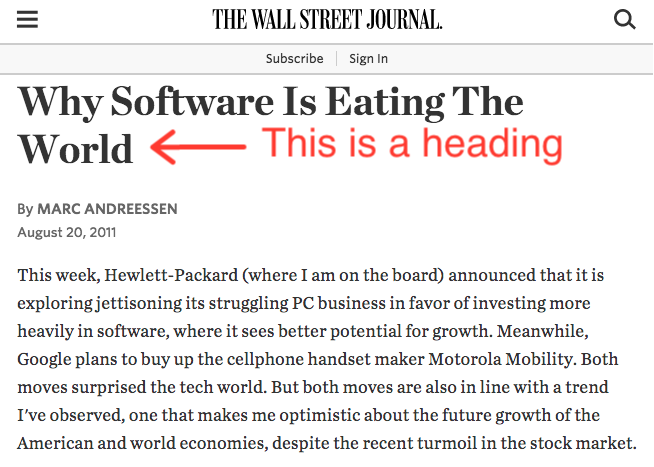 THE WALL STREET JOURNAL.
Subscribe Sign In
Why Software Is Eating The
World This is a heading
By MARC ANDREESSEN
August 20, 2011
This week, Hewlett-Packard (where I am on the board) announced that it is
exploring jettisoning its struggling PC business in favor of investing more
heavily in software, where it sees better potential for growth. Meanwhile,
Google plans to buy up the cellphone handset maker Motorola Mobility. Both
moves surprised the tech world. But both moves are also in line with a trend
I've observed, one that makes me optimistic about the future growth of the
American and world economies, despite the recent turmoil in the stock market.